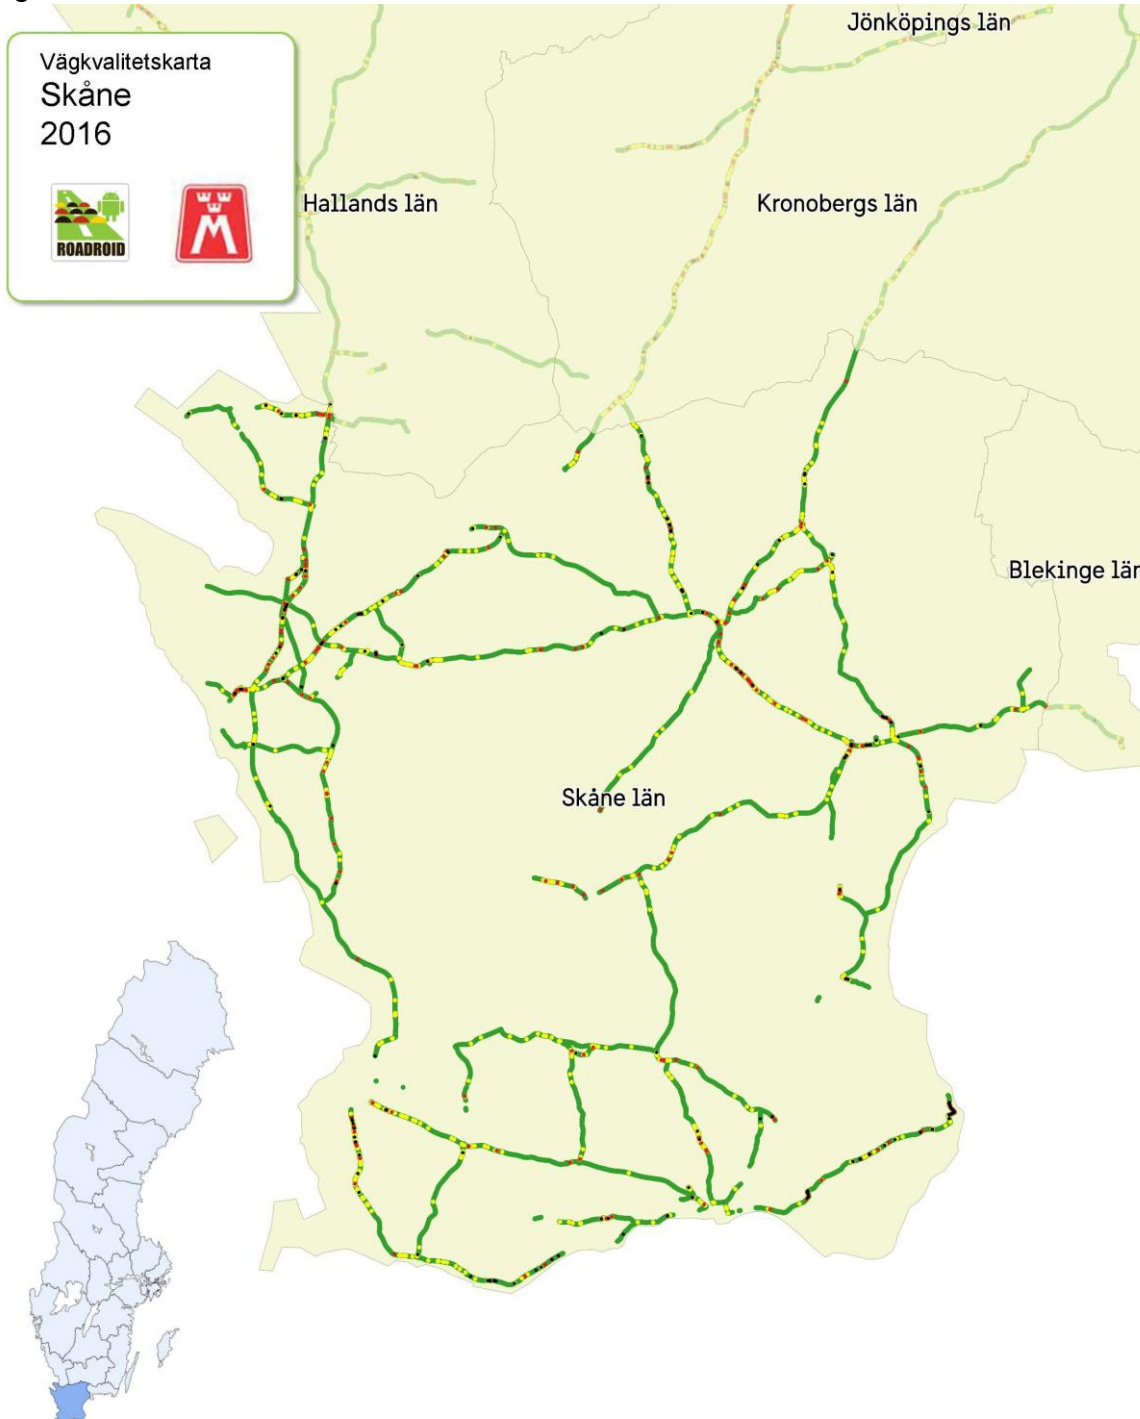 Vägkvalitetskarta
Skåne
2016
ROADROID
M
Jönköpings län
Hallands län
Kronobergs län
Blekinge län
Skåne län